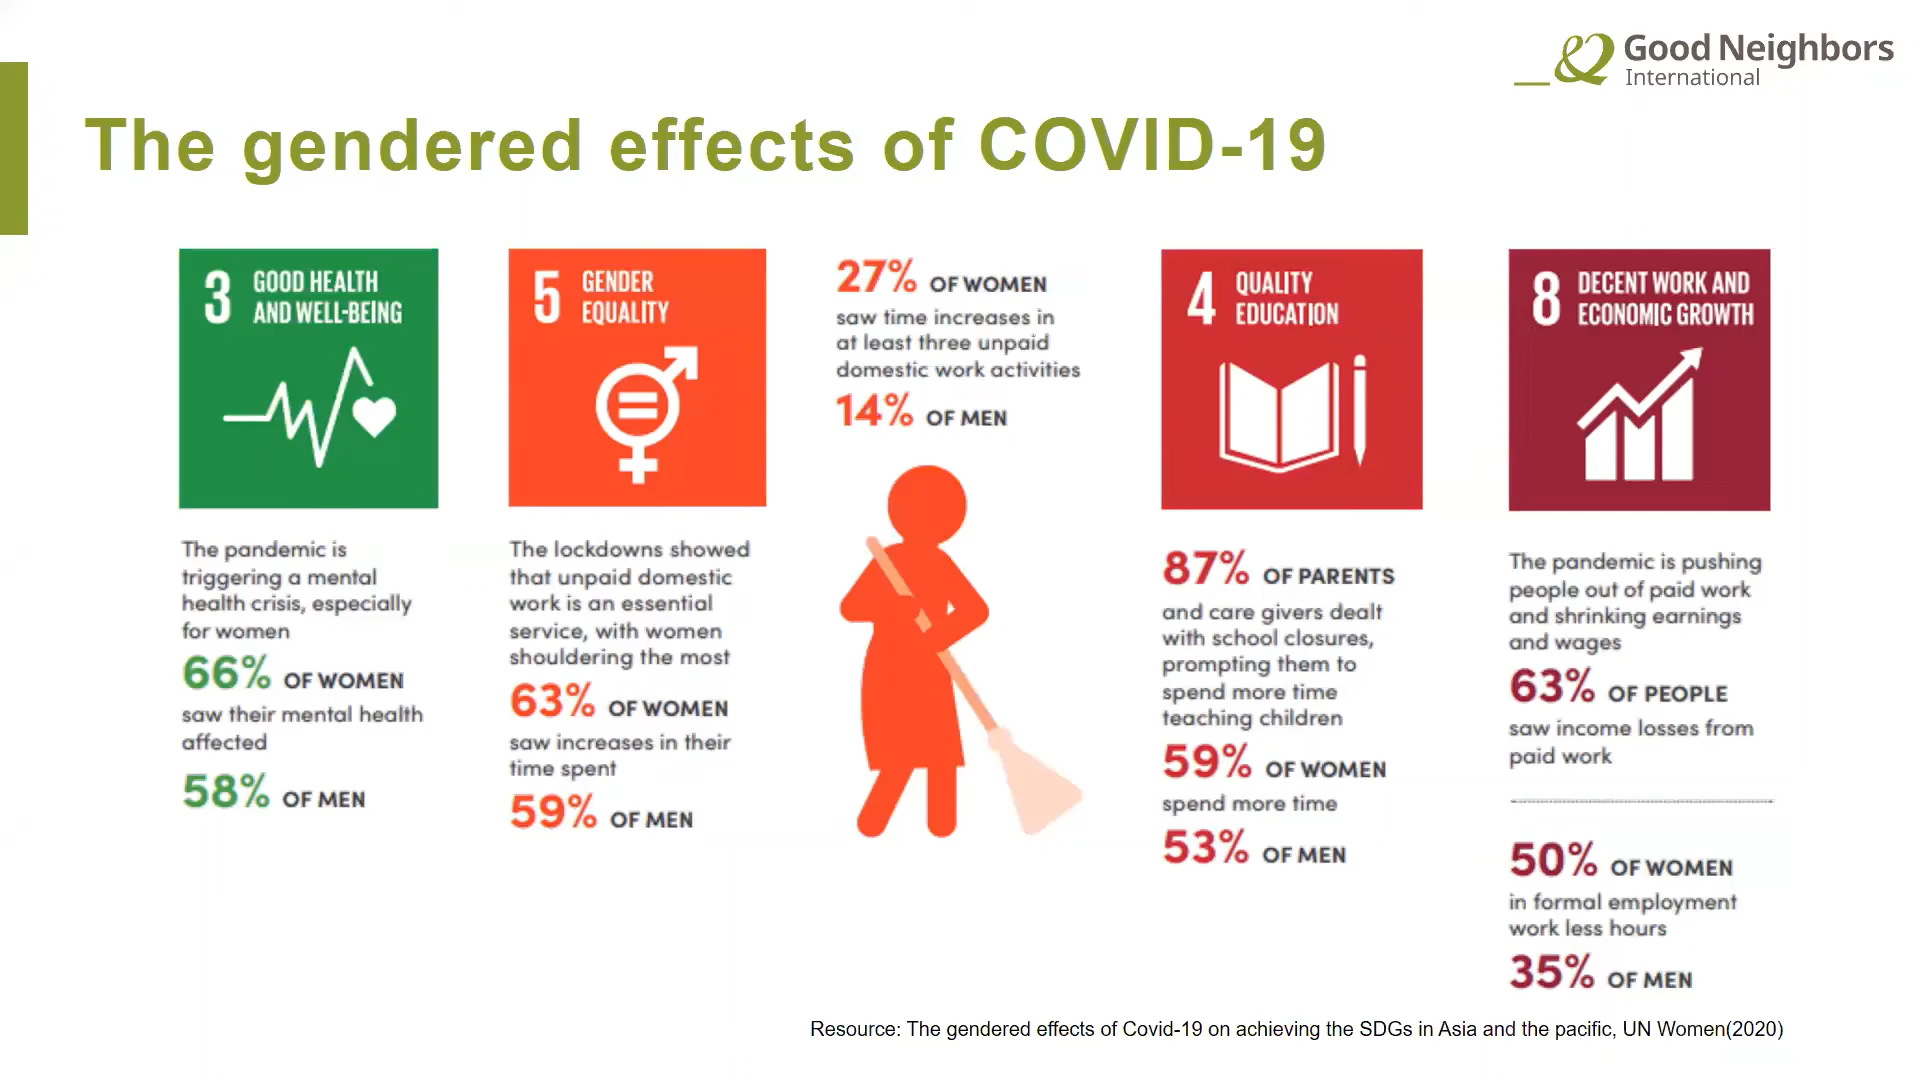 Good Neighbors
International
The gendered effects of COVID-19
3 GOOD HEALTH
AND WELL-BEING
The pandemic is
triggering a mental
health crisis, especially
for women
66% OF WOMEN
saw their mental health
affected
58% OF MEN
5 GENDER
EQUALITY
The lockdowns showed
that unpaid domestic
work is an essential
service, with women
shouldering the most
63% OF WOMEN
saw increases in their
time spent
59% OF MEN
27% OF WOMEN
saw time increases in
at least three unpaid
domestic work activities
14% OF MEN
4 QUALITY
EDUCATION
87% OF PARENTS
and care givers dealt
with school closures,
prompting them to
spend more time
teaching children
59% OF WOMEN
spend more time
53% OF MEN
8 DECENT WORK AND
ECONOMIC GROWTH
The pandemic is pushing
people out of paid work
and shrinking earnings
and wages
63% OF PEOPLE
saw income losses from
paid work
50% OF WOMEN
in formal employment
work less hours
35% OF MEN
Resource: The gendered effects of Covid-19 on achieving the SDGs in Asia and the pacific, UN Women(2020)